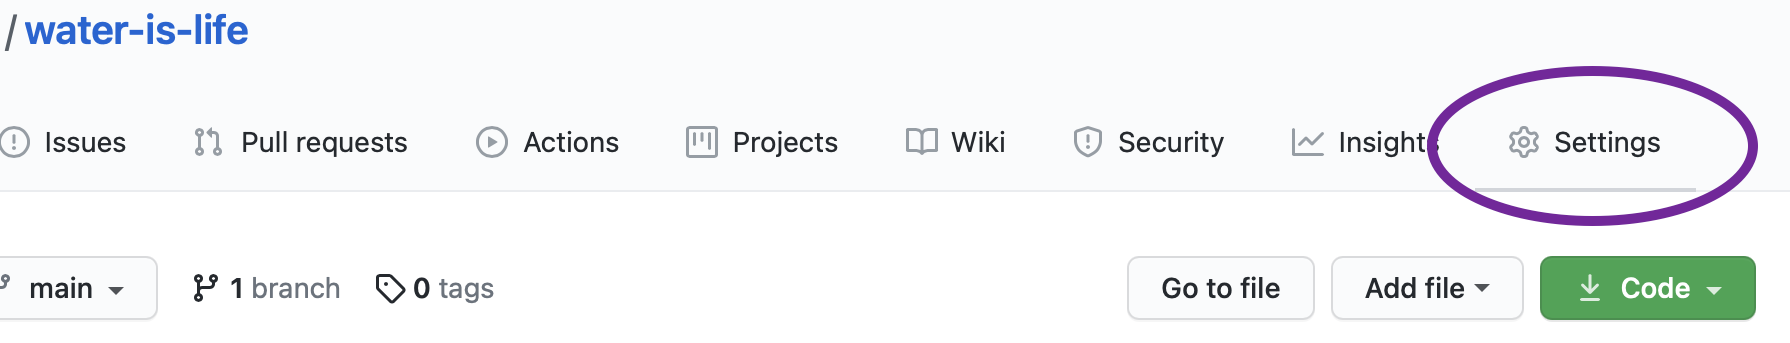 / water-is-life
Issues Pull requests Actions Projects Wiki Security Insights Settings
main 1 branch 0 tags Go to file Add file Code